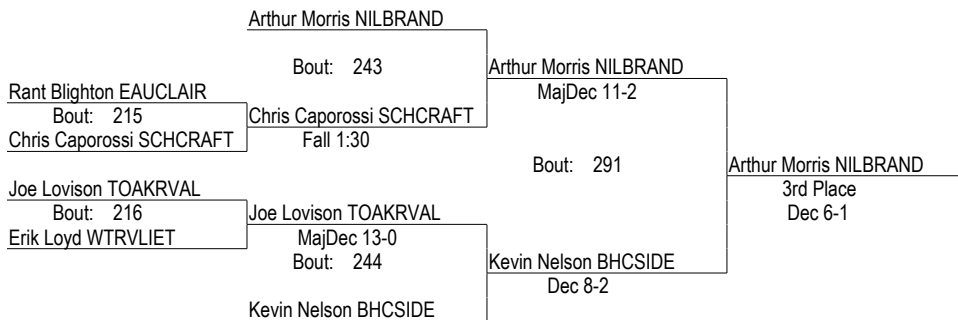 Arthur Morris NILBRAND
Bout: 243
Arthur Morris NILBRAND
Rant Blighton EAUCLAIR
MajDec 11-2
Bout: 215
Chris Caporossi SCHCRAFT
Chris Caporossi SCHCRAFT
Fall 1:30
Bout: 291
Arthur Morris NILBRAND
Joe Lovison TOAKRVAL
3rd Place
Bout: 216
Joe Lovison TOAKRVAL
Dec 6-1
Erik Loyd WTRVLIET
MajDec 13-0
Bout: 244
Kevin Nelson BHCSIDE
Dec 8-2
Kevin Nelson BHCSIDE